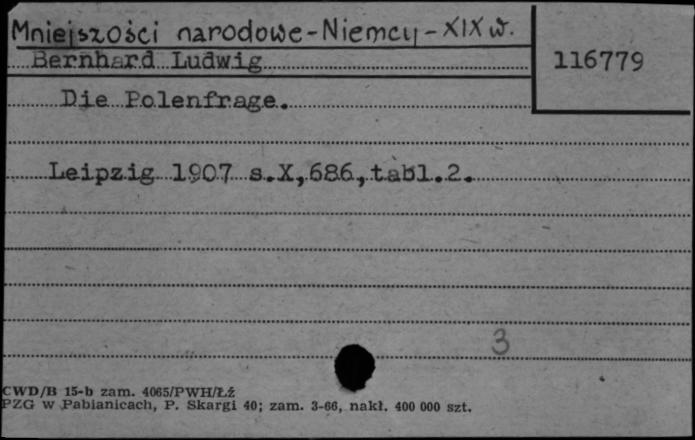 Mniejszości narodowe - Niemcy - XIX w.
Bernhard Ludwig
116779
Die Polenfrage.
Leipzig 1907 s.X,686,tabl.2.
3
CWD/B 15-b zam. 4065/PWH/Łź
PZG w Pabianicach, P. Skargi 40; zam. 3-66, nakł. 400 000 szt.